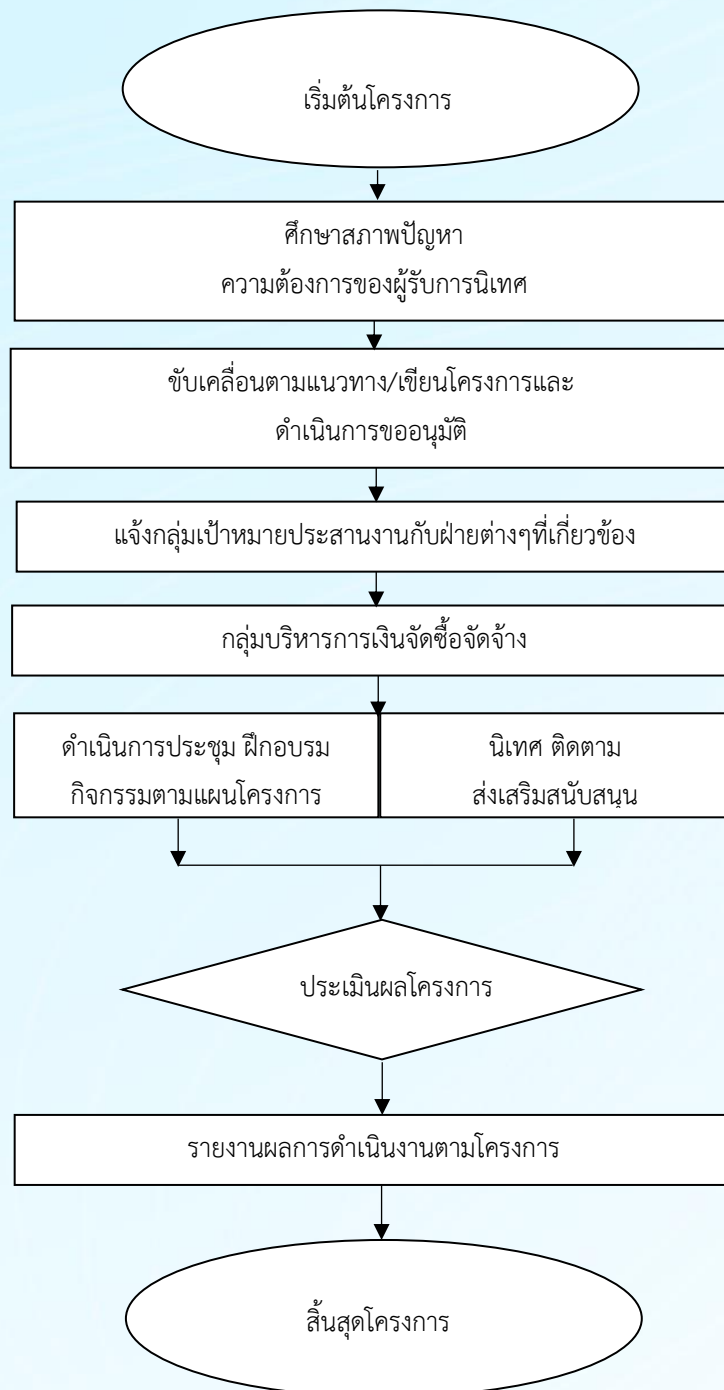 เริ่มต้นโครงการ
ศึกษาสภาพปัญหา
ความต้องการของผู้รับการนิเทศ
ขับเคลื่อนตามแนวทาง/เขียนโครงการและ
ดำเนินการขออนุมัติ
แจ้งกลุ่มเป้าหมายประสานงานกับฝ่ายต่างๆที่เกี่ยวข้อง
กลุ่มบริหารการเงินจัดซื้อจัดจ้าง
ดำเนินการประชุม ฝึกอบรม
กิจกรรมตามแผนโครงการ
นิเทศ ติดตาม
ส่งเสริมสนับสนุน
ประเมินผลโครงการ
รายงานผลการดำเนินงานตามโครงการ
สิ้นสุดโครงการ